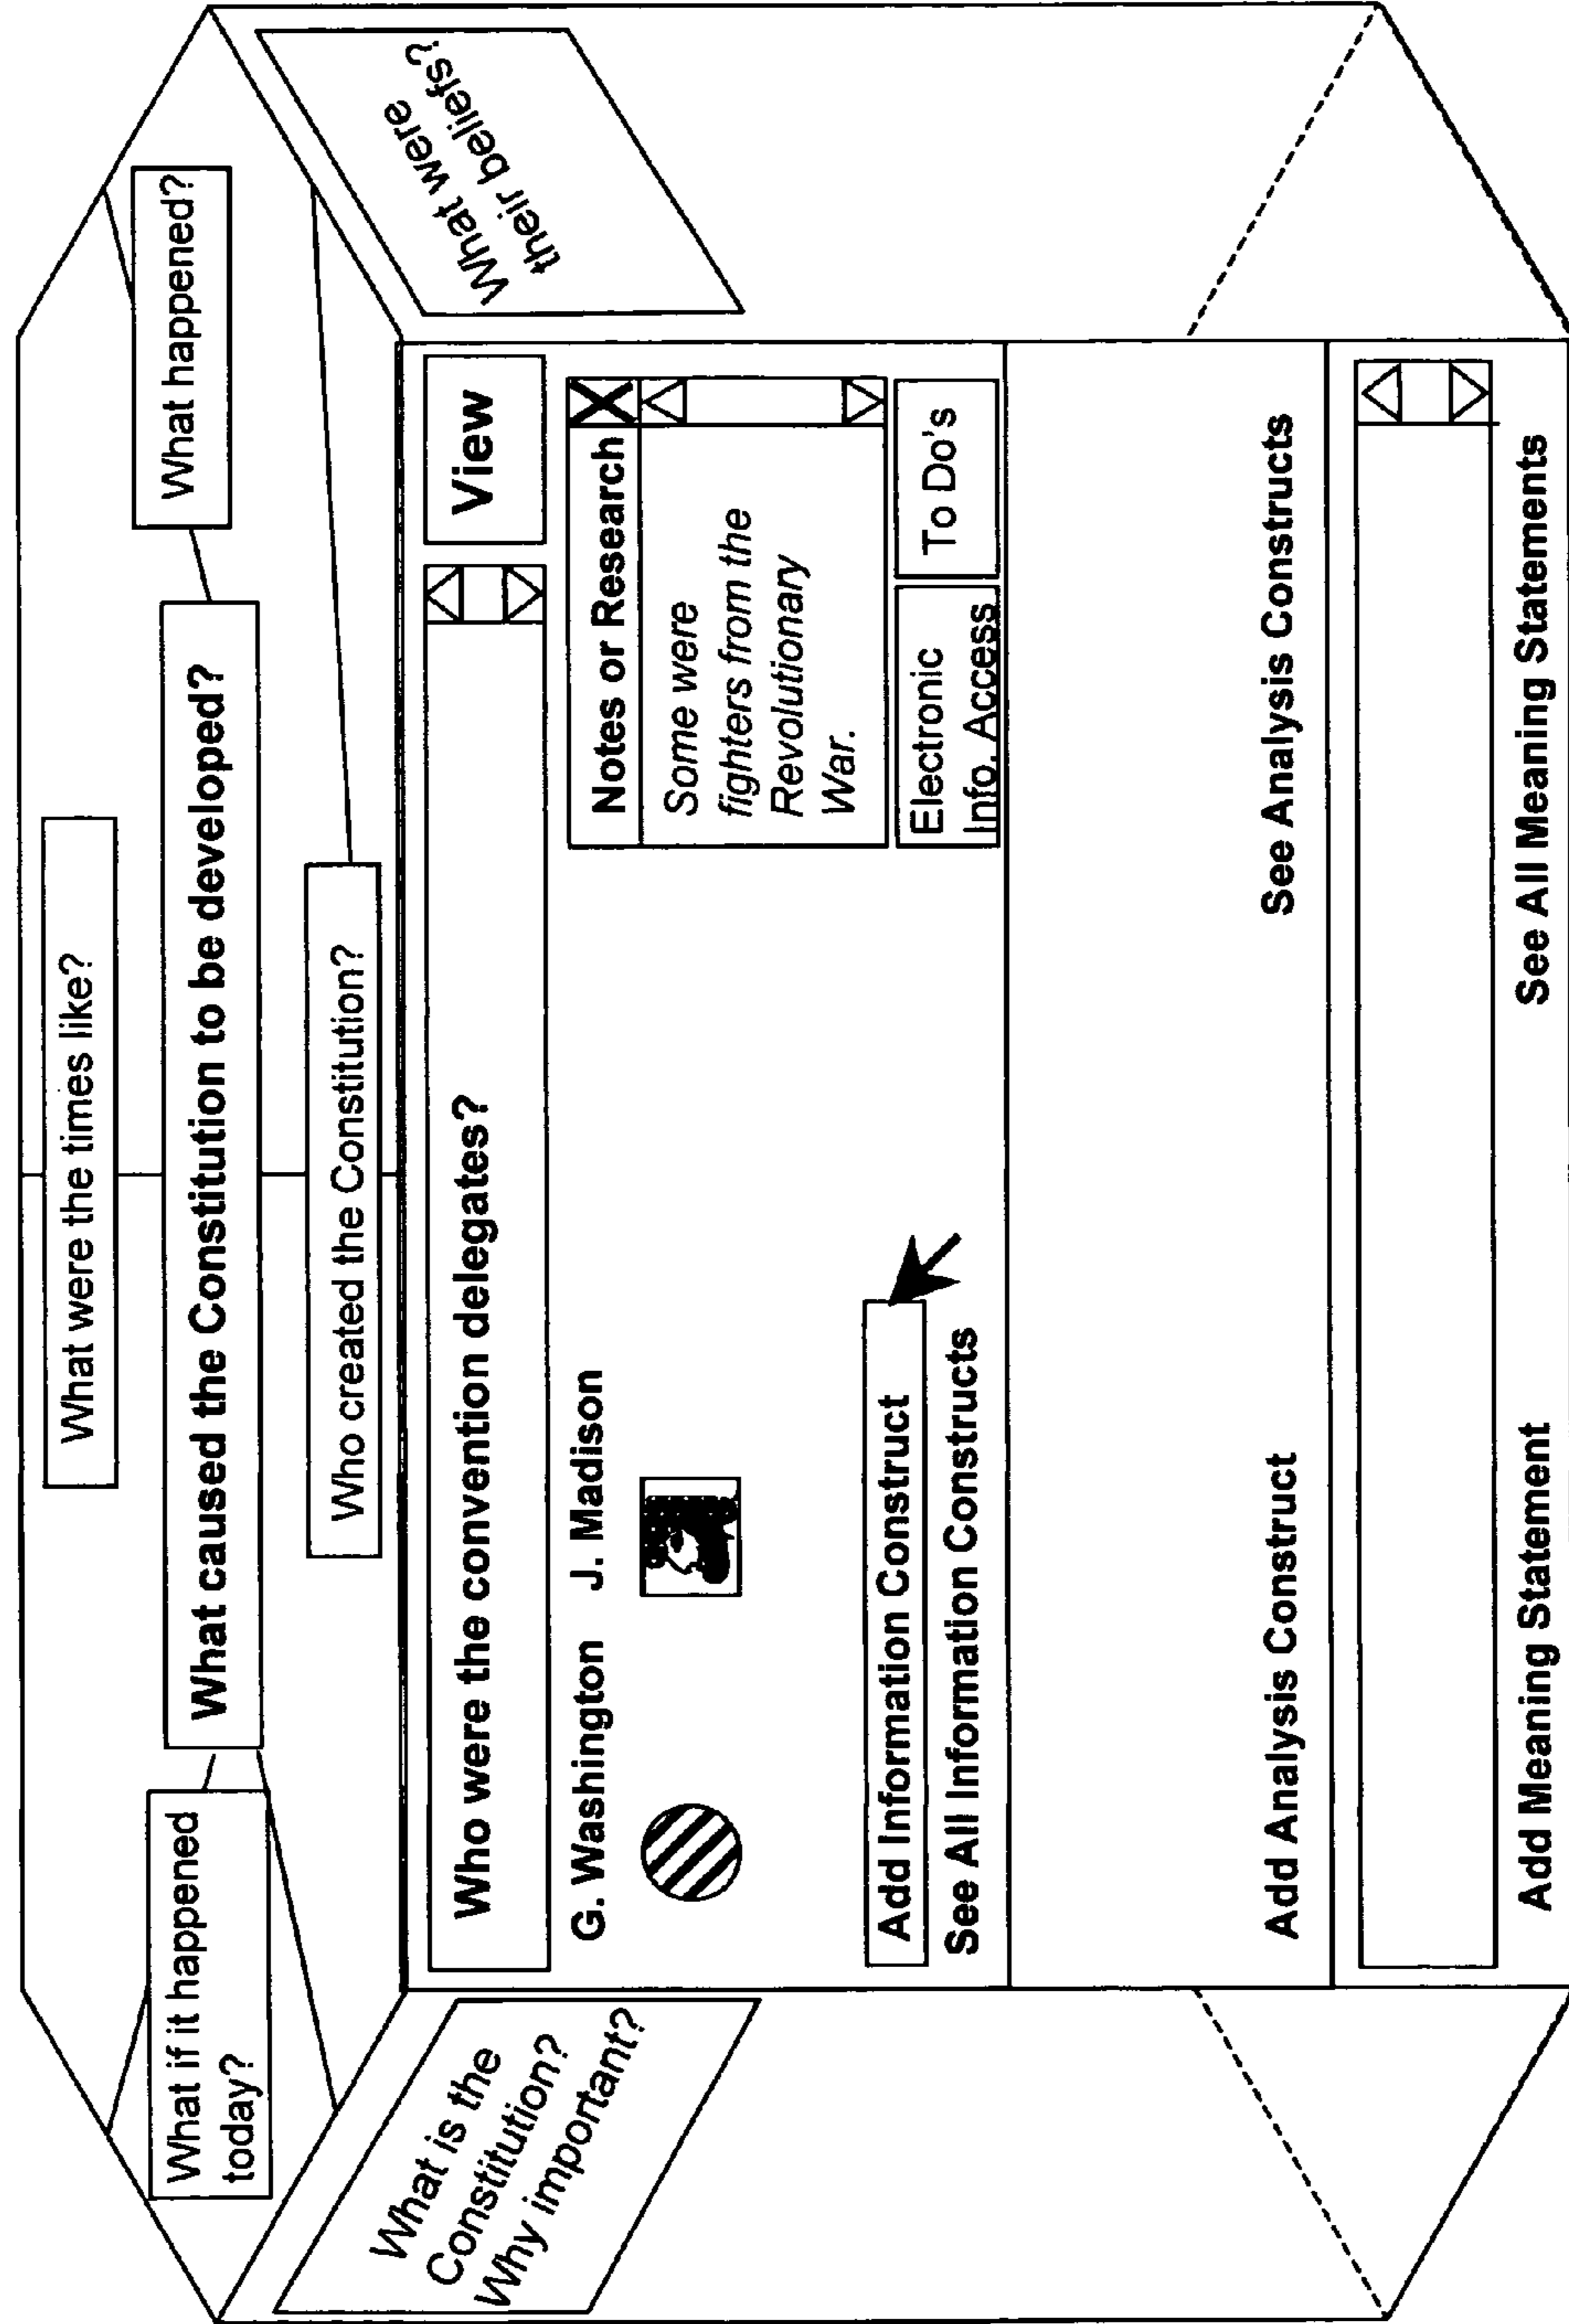 What were the times like?
What if it happened
today?
What caused the Constitution to be developed?
What happened?
Who created the Constitution?
What is the
Constitution?
Why important?
What were
their beliefs?
Who were the convention delegates?
View
G. Washington J. Madison
Notes or Research
Some were
fighters from the
Revolutionary
War.
Add Information Construct
See All Information Constructs
Electronic
Info. Access
To Do's
Add Analysis Construct
See Analysis Constructs
Add Meaning Statement
See All Meaning Statements